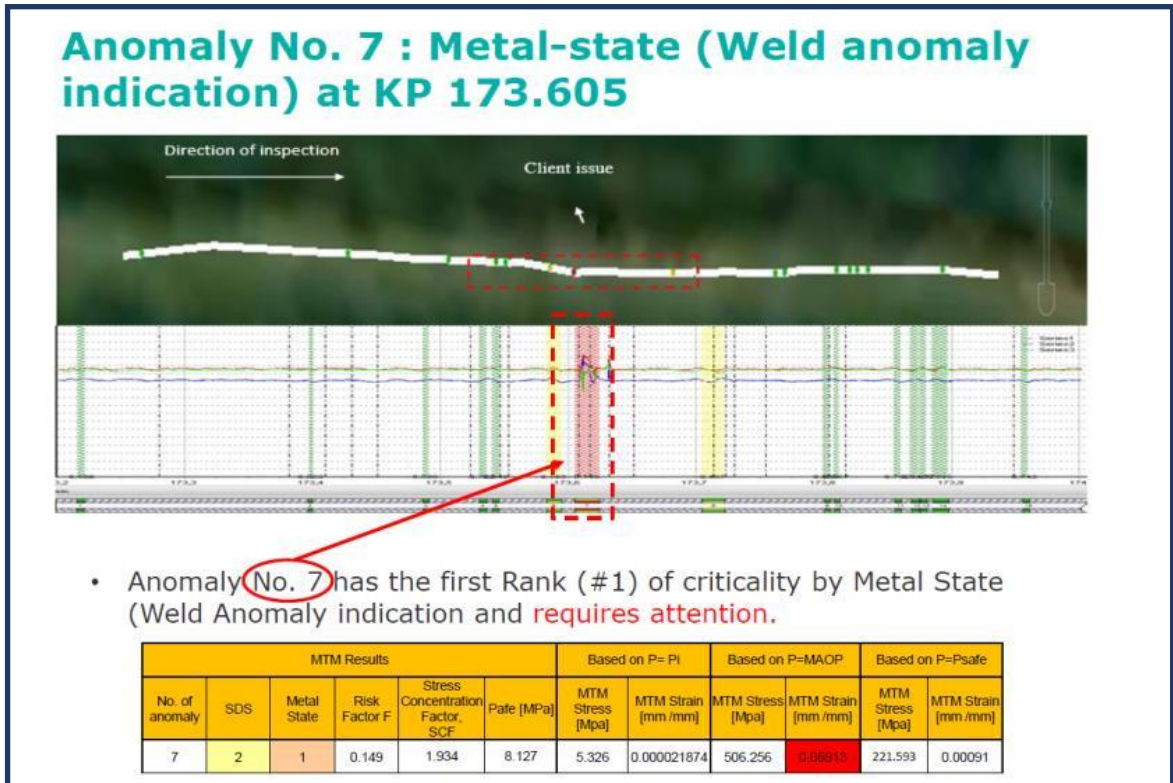 Anomaly No. 7 : Metal-state (Weld anomaly
indication) at KP 173.605
Direction of inspection
Client issue
173,3
173,4
173,5
173,6
173,7
173,8
173,9
174
• Anomaly No. 7 has the first Rank (#1) of criticality by Metal State
(Weld Anomaly indication and requires attention.
MTM Results Based on P= Pi Based on P=MAOP Based on P=Psafe
No. of anomaly SDS Metal State Risk Factor F Stress Concentration Factor, SCF Pafe [MPa] MTM Stress [Mpa] MTM Strain [mm /mm] MTM Stress [Mpa] MTM Strain [mm /mm] MTM Stress [Mpa] MTM Strain [mm /mm]
7 2 1 0.149 1.934 8.127 5.326 0.000021874 506.256 221.593 0.00091